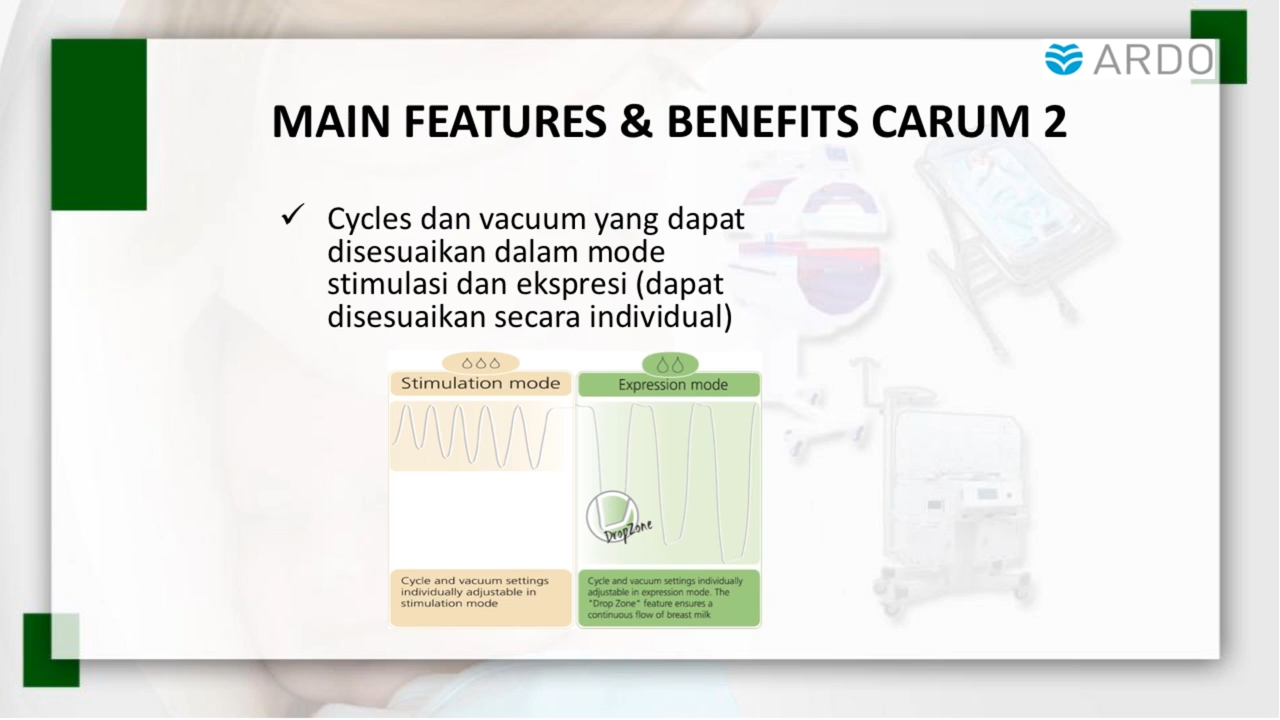 ARDO
MAIN FEATURES & BENEFITS CARUM 2
✓ Cycles dan vacuum yang dapat
disesuaikan dalam mode
stimulasi dan ekspresi (dapat
disesuaikan secara individual)
Stimulation mode
Expression mode
DropZone
Cycle and vacuum settings
individually adjustable in
stimulation mode
Cycle and vacuum settings individually
adjustable in expression mode. The
"Drop Zone" feature ensures a
continuous flow of breast milk